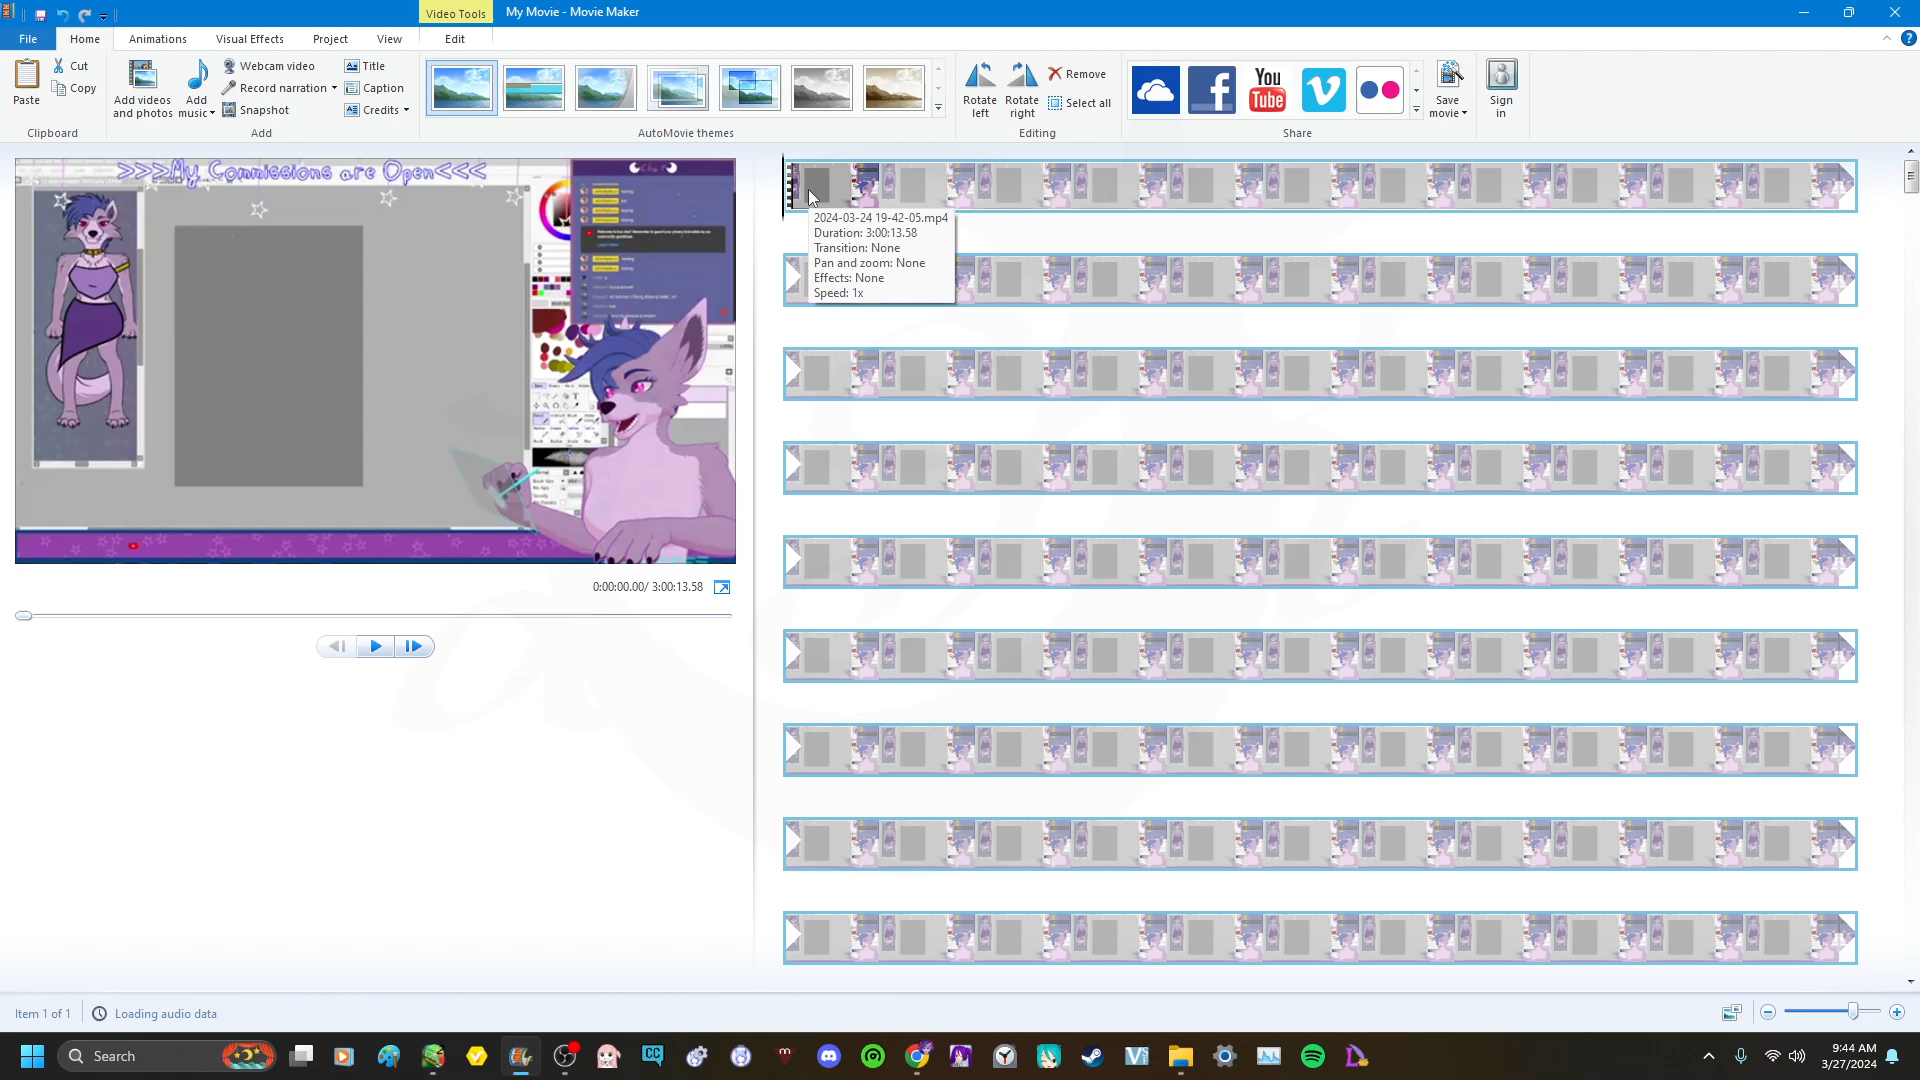 Video Tools
My Movie - Movie Maker
File
Home
Animations
Visual Effects
Project
View
Edit
Paste
Cut
Copy
Clipboard
Add videos and photos
Add music
Webcam video
Record narration
Snapshot
Title
Caption
Credits
Add
AutoMovie themes
Rotate left
Rotate right
Remove
Select all
Editing
You Tube
Share
Save movie
Sign in
>>>My Commissions are Open<<<
2024-03-24 19-42-05.mp4
Duration: 3:00:13.58
Transition: None
Pan and zoom: None
Effects: None
Speed: 1x
0:00:00.00/ 3:00:13.58
Item 1 of 1
Loading audio data
Search
CC
9:44 AM
3/27/2024